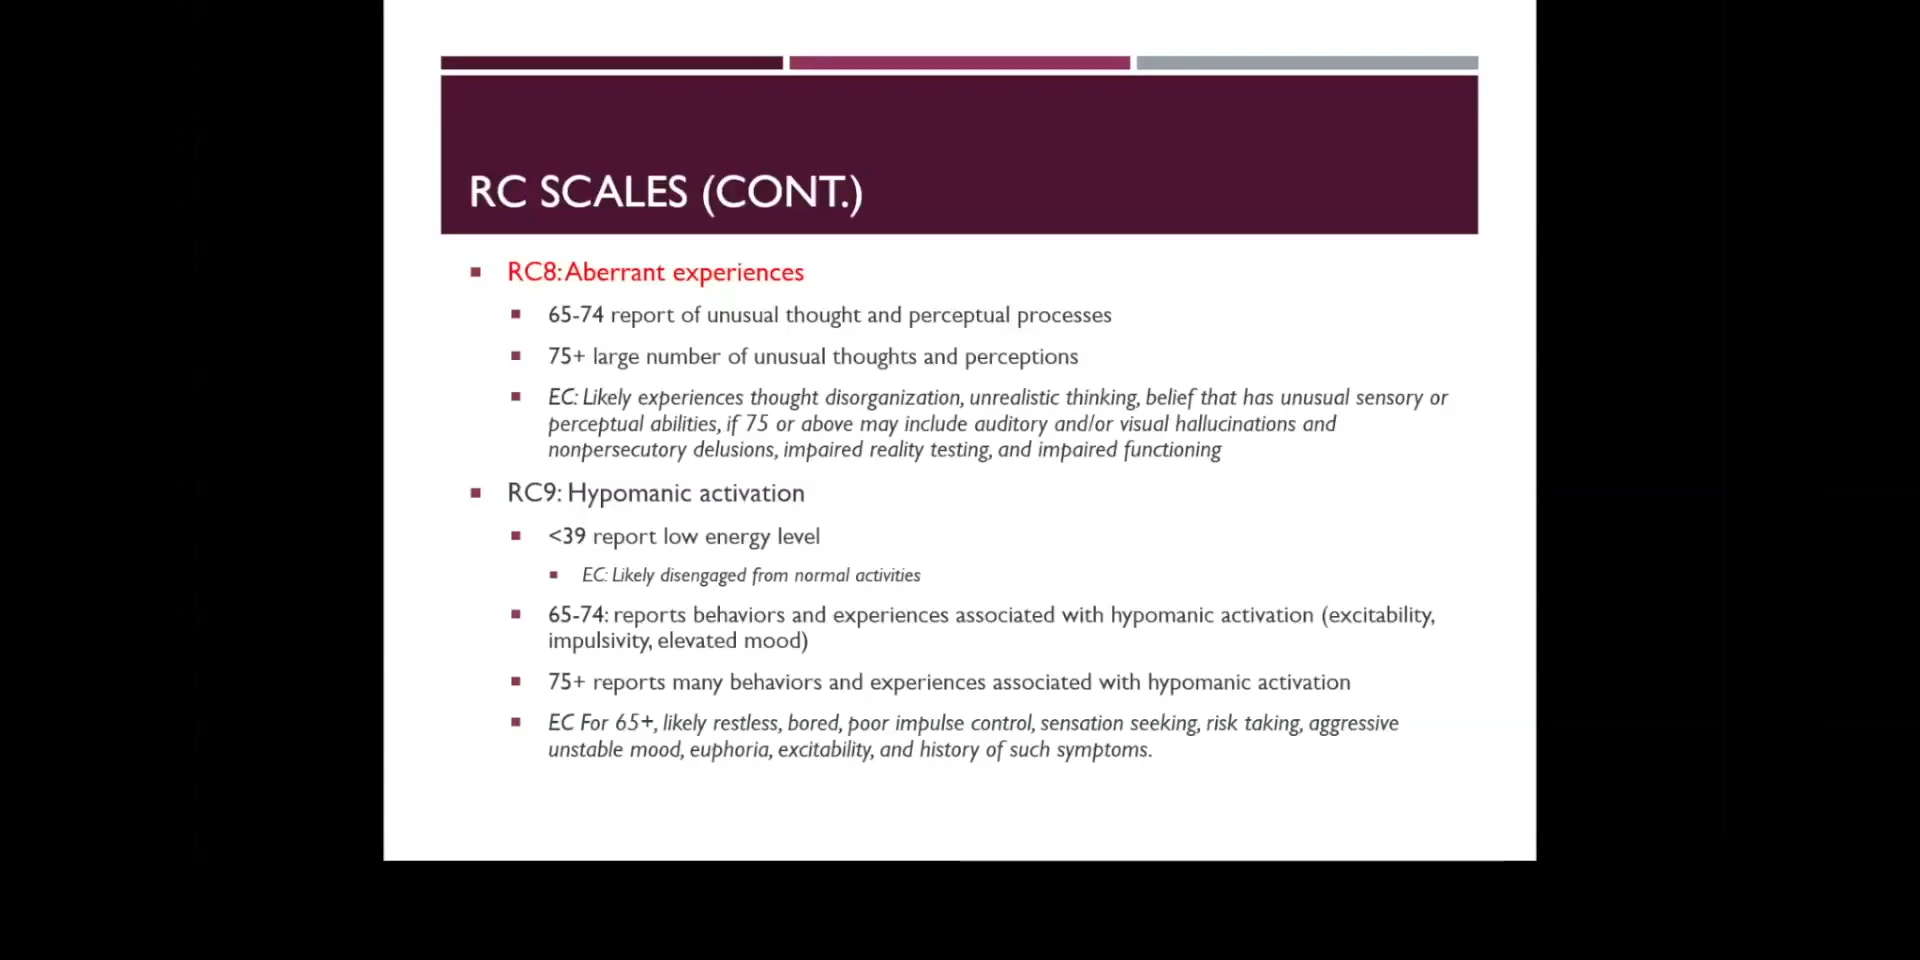 RC SCALES (CONT.)
RC8: Aberrant experiences
65-74 report of unusual thought and perceptual processes
75+ large number of unusual thoughts and perceptions
EC: Likely experiences thought disorganization, unrealistic thinking, belief that has unusual sensory or
perceptual abilities, if 75 or above may include auditory and/or visual hallucinations and
nonpersecutory delusions, impaired reality testing, and impaired functioning
RC9: Hypomanic activation
<39 report low energy level
EC: Likely disengaged from normal activities
65-74: reports behaviors and experiences associated with hypomanic activation (excitability,
impulsivity, elevated mood)
75+ reports many behaviors and experiences associated with hypomanic activation
EC For 65+, likely restless, bored, poor impulse control, sensation seeking, risk taking, aggressive
unstable mood, euphoria, excitability, and history of such symptoms.